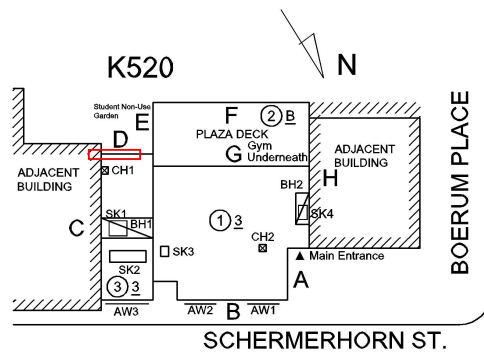 K520
N
Student Non-Use
Garden
E
F
2 B
D
PLAZA DECK
G
Gym
Underneath
ADJACENT
BUILDING
BOERUM PLACE
ADJACENT
BUILDING
CH1
BH2
H
SK1
BH1
1 3
SK4
C
CH2
SK3
Main Entrance
SK2
3 3
A
AW3
AW2
B
AW1
SCHERMERHORN ST.